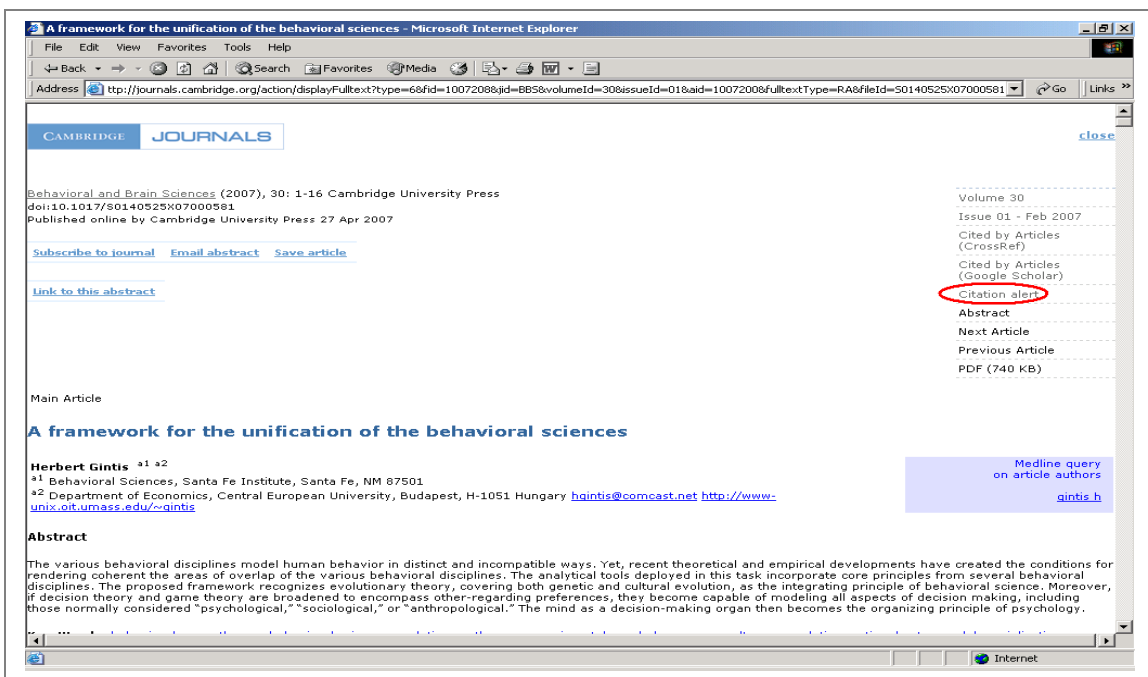 A framework for the unification of the behavioral sciences - Microsoft Internet Explorer
File Edit View Favorites Tools Help
Back Search Favorites Media
Address ttp://journals.cambridge.org/action/displayFulltext?type=6&fid=1007208&jid=BBS&volumeId=30&issueId=01&aid=1007200&fulltextType=RA&fileId=S0140525X07000581 Go Links »
CAMBRIDGE JOURNALS
close
Behavioral and Brain Sciences (2007), 30: 1-16 Cambridge University Press
doi:10.1017/S0140525X07000581
Published online by Cambridge University Press 27 Apr 2007
Subscribe to journal Email abstract Save article
Link to this abstract
Volume 30
Issue 01 - Feb 2007
Cited by Articles
(CrossRef)
Cited by Articles
(Google Scholar)
Citation alert
Abstract
Next Article
Previous Article
PDF (740 KB)
Main Article
A framework for the unification of the behavioral sciences
Herbert Gintis a1 a2
a1 Behavioral Sciences, Santa Fe Institute, Santa Fe, NM 87501
a2 Department of Economics, Central European University, Budapest, H-1051 Hungary hgintis@comcast.net http://www-
unix.oit.umass.edu/~gintis
Medline query
on article authors
gintis h
Abstract
The various behavioral disciplines model human behavior in distinct and incompatible ways. Yet, recent theoretical and empirical developments have created the conditions for
rendering coherent the areas of overlap of the various behavioral disciplines. The analytical tools deployed in this task incorporate core principles from several behavioral
disciplines. The proposed framework recognizes evolutionary theory, covering both genetic and cultural evolution, as the integrating principle of behavioral science. Moreover,
if decision theory and game theory are broadened to encompass other-regarding preferences, they become capable of modeling all aspects of decision making, including
those normally considered "psychological," "sociological," or "anthropological." The mind as a decision-making organ then becomes the organizing principle of psychology.
Internet